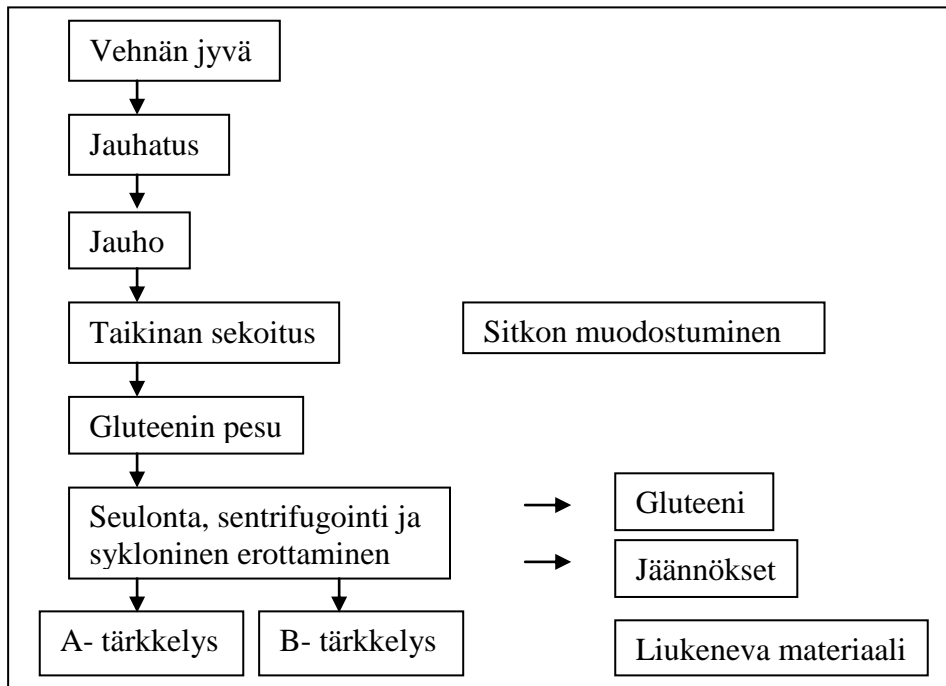 Vehnän jyvä
Jauhatus
Jauho
Taikinan sekoitus
Sitkon muodostuminen
Gluteenin pesu
Seulonta, sentrifugointi ja
sykloninen erottaminen
Gluteeni
Jäännökset
A- tärkkelys
B- tärkkelys
Liukeneva materiaali